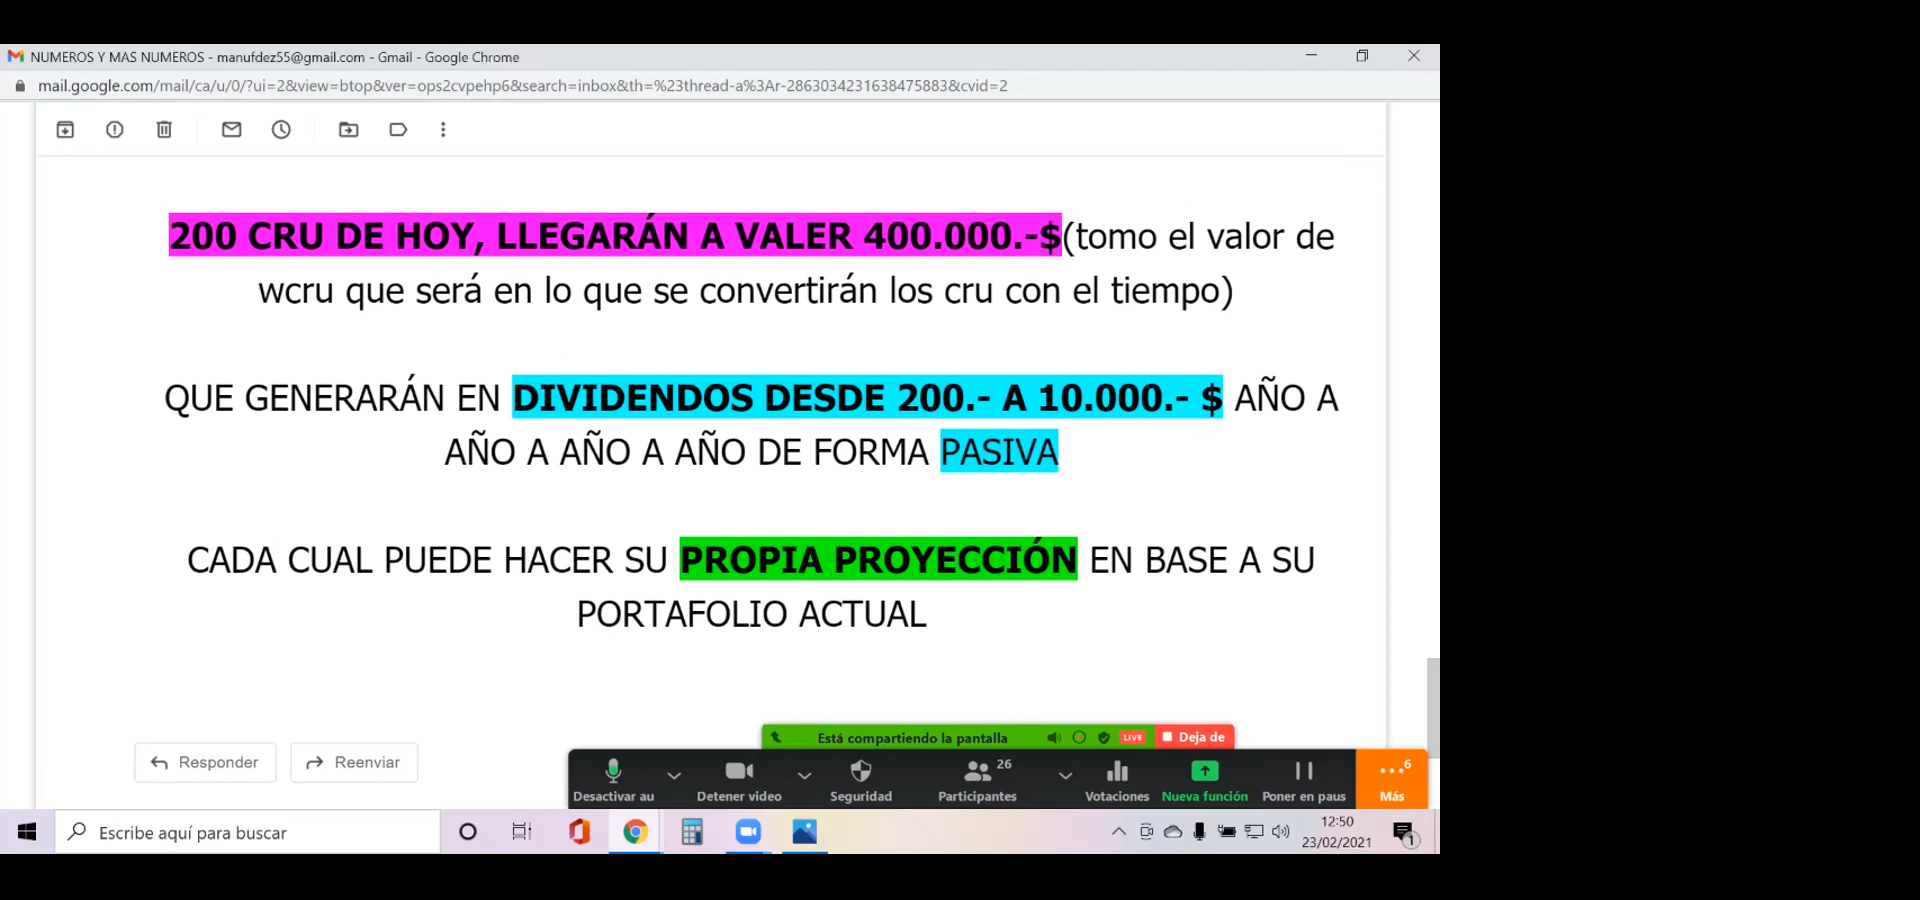 NUMEROS Y MAS NUMEROS - manufdez55@gmail.com - Gmail - Google Chrome
mail.google.com/mail/ca/u/0/?ui=2&view=btop&ver=ops2cvpehp6&search=inbox&th=%23thread-a%3Ar-2863034231638475883&cvid=2
200 CRU DE HOY, LLEGARÁN A VALER 400.000.-$(tomo el valor de
wcru que será en lo que se convertirán los cru con el tiempo)
QUE GENERARÁN EN DIVIDENDOS DESDE 200.- A 10.000.- $ AÑO A
AÑO A AÑO A AÑO DE FORMA PASIVA
CADA CUAL PUEDE HACER SU PROPIA PROYECCIÓN EN BASE A SU
PORTAFOLIO ACTUAL
Está compartiendo la pantalla LIVE Deja de
Responder Reenviar
26 6
Desactivar au Detener video Seguridad Participantes Votaciones Nueva función Poner en paus Más
Escribe aquí para buscar
12:50
23/02/2021
1